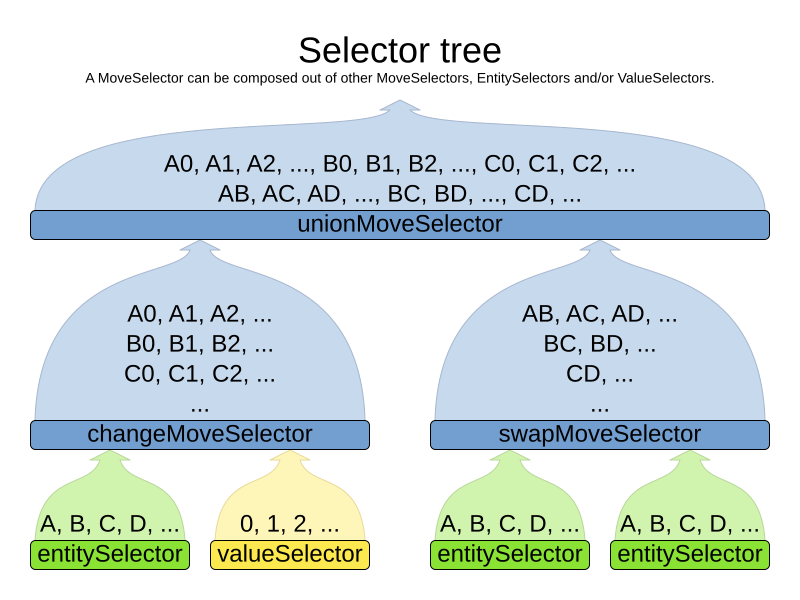 Selector tree
A MoveSelector can be composed out of other MoveSelectors, EntitySelectors and/or ValueSelectors.
A0, A1, A2, ..., B0, B1, B2, ..., C0, C1, C2, ...
AB, AC, AD, ..., BC, BD, ..., CD, ...
unionMoveSelector
A0, A1, A2, ...
B0, B1, B2, ...
C0, C1, C2, ...
...
changeMoveSelector
AB, AC, AD, ...
BC, BD, ...
CD, ...
...
swapMoveSelector
A, B, C, D, ...
entitySelector
0, 1, 2, ...
valueSelector
A, B, C, D, ...
entitySelector
A, B, C, D, ...
entitySelector